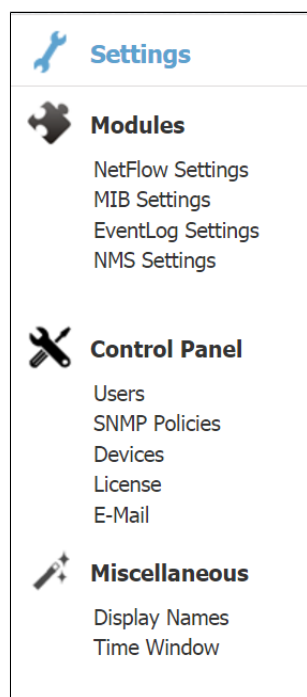 Settings
Modules
NetFlow Settings
MIB Settings
EventLog Settings
NMS Settings
Control Panel
Users
SNMP Policies
Devices
License
E-Mail
Miscellaneous
Display Names
Time Window